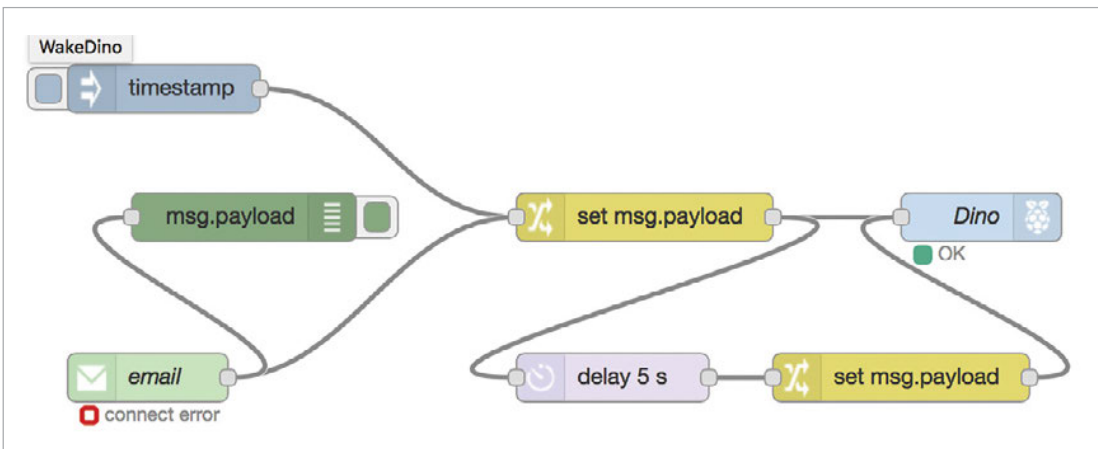 WakeDino
timestamp
msg.payload
set msg.payload
Dino
OK
email
connect error
delay 5 s
set msg.payload